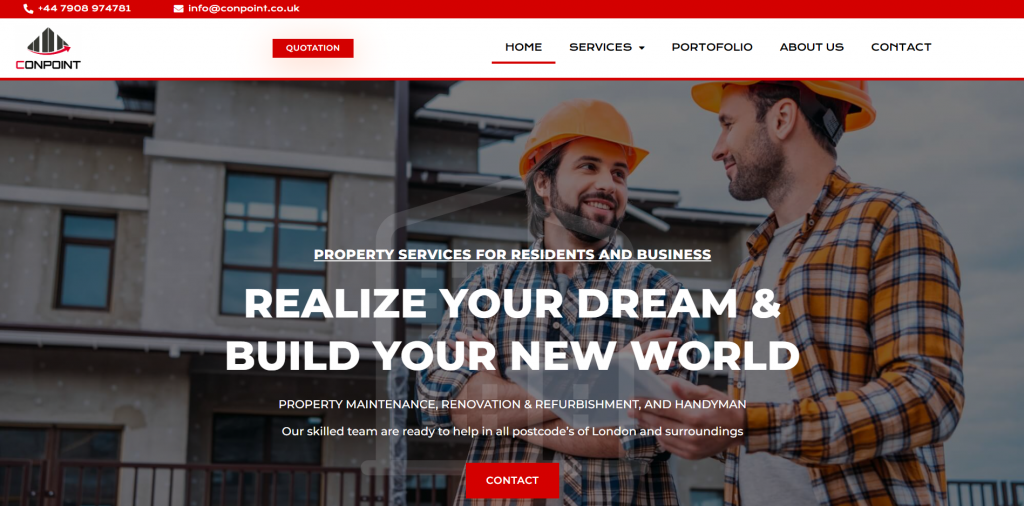 +44 7908 974781
info@conpoint.co.uk
CONPOINT
QUOTATION
HOME
SERVICES
PORTOFOLIO
ABOUT US
CONTACT
PROPERTY SERVICES FOR RESIDENTS AND BUSINESS
REALIZE YOUR DREAM &
BUILD YOUR NEW WORLD
PROPERTY MAINTENANCE, RENOVATION & REFURBISHMENT, AND HANDYMAN
Our skilled team are ready to help in all postcode's of London and surroundings
CONTACT